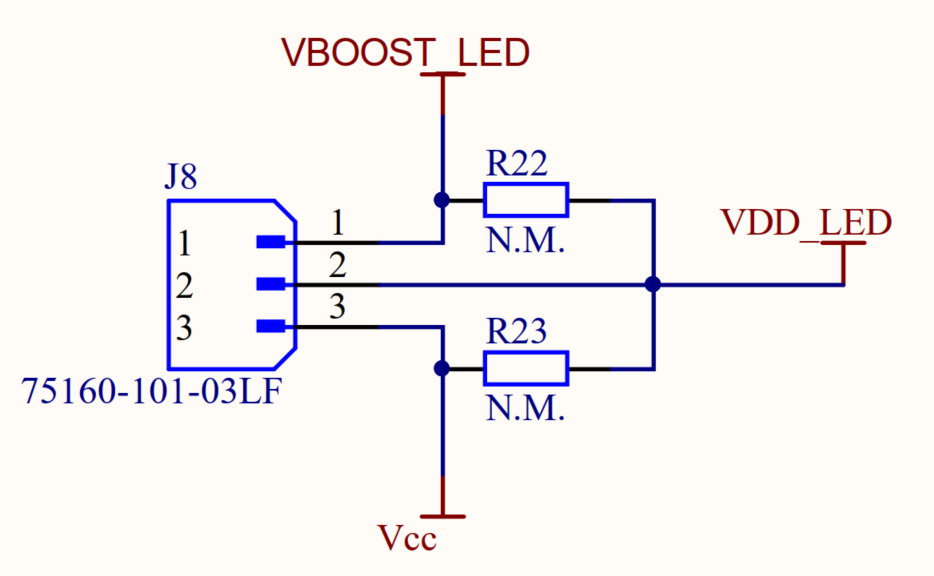 VBOOST_LED
J8
R22
N.M.
VDD_LED
1
2
3
1
2
3
R23
N.M.
75160-101-03LF
Vcc